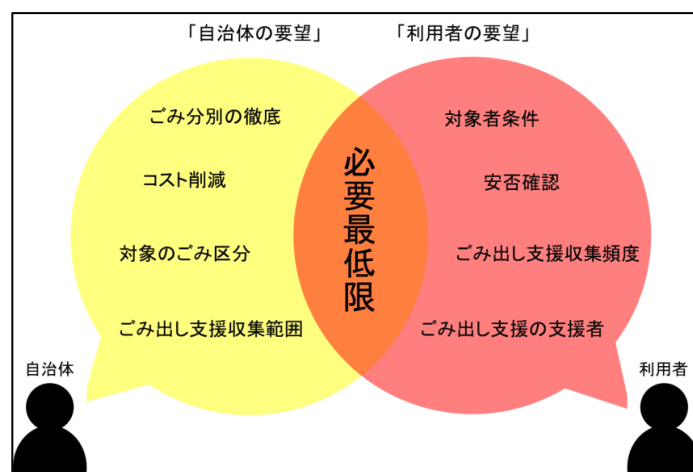 「自治体の要望」
「利用者の要望」
ごみ分別の徹底
コスト削減
対象のごみ区分
ごみ出し支援収集範囲
必要最低限
対象者条件
安否確認
ごみ出し支援収集頻度
ごみ出し支援の支援者
自治体
利用者